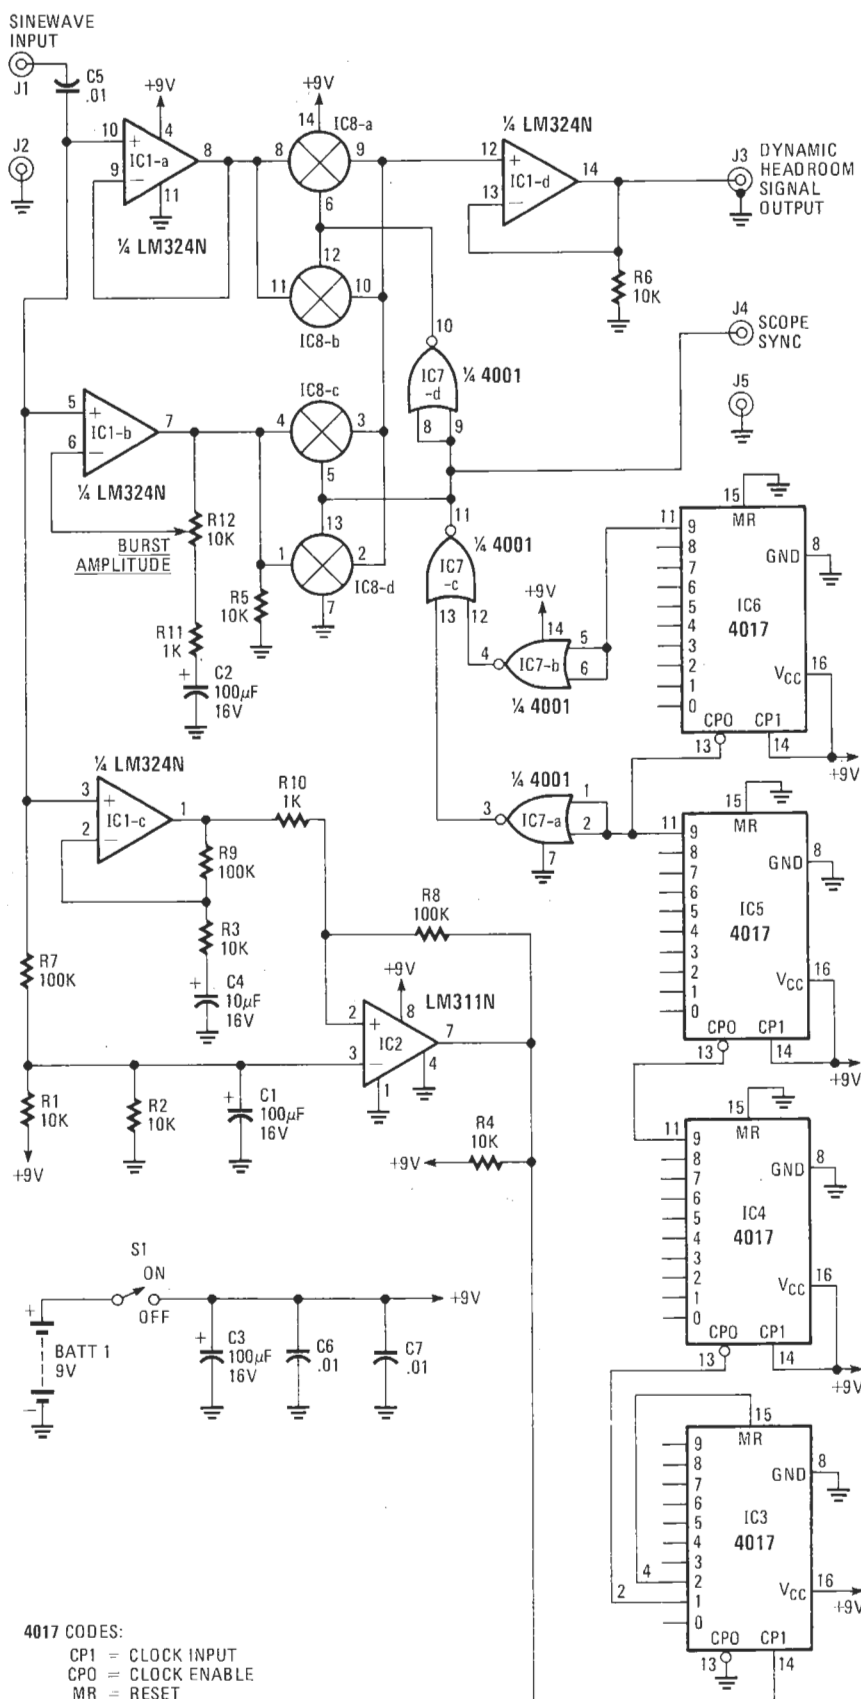 SINEWAVE
INPUT
J1
C5
.01
J2
+9V
10
+
4
IC1-a
8
9
−
11
¼ LM324N
+9V
14
IC8-a
8
9
6
12
11
10
IC8-b
¼ LM324N
12
+
14
IC1-d
13
−
J3
DYNAMIC
HEADROOM
SIGNAL
OUTPUT
R6
10K
J4
SCOPE
SYNC
J5
10
IC7
-d
¼ 4001
8
9
5
+
7
IC1-b
6
−
¼ LM324N
IC8-c
4
3
5
13
1
2
IC8-d
7
R12
10K
BURST
AMPLITUDE
R5
10K
R11
1K
+
C2
100µF
16V
11
¼ 4001
IC7
-c
13
12
+9V
14
5
4
IC7-b
6
¼ 4001
15
MR
11
9
8
7
6
5
4
3
2
1
0
GND
8
IC6
4017
VCC
16
CP0
CP1
13
14
+9V
¼ LM324N
3
+
1
IC1-c
2
−
R10
1K
R9
100K
R3
10K
+
C4
10µF
16V
R7
100K
¼ 4001
1
3
IC7-a
2
7
15
MR
11
9
8
7
6
5
4
3
2
1
0
GND
8
IC5
4017
VCC
16
CP0
CP1
13
14
+9V
R8
100K
+9V
LM311N
2
+
8
IC2
7
3
−
4
1
R1
10K
+9V
R2
10K
+
C1
100µF
16V
R4
10K
+9V
15
MR
11
9
8
7
6
5
4
3
2
1
0
GND
8
IC4
4017
VCC
16
CP0
CP1
13
14
+9V
S1
ON
OFF
+9V
+
BATT 1
9V
−
+
C3
100µF
16V
C6
.01
C7
.01
15
MR
9
8
7
6
5
4
3
2
1
0
4
2
GND
8
IC3
4017
VCC
16
+9V
CP0
CP1
13
14
4017 CODES:
CP1 = CLOCK INPUT
CP0 = CLOCK ENABLE
MR = RESET